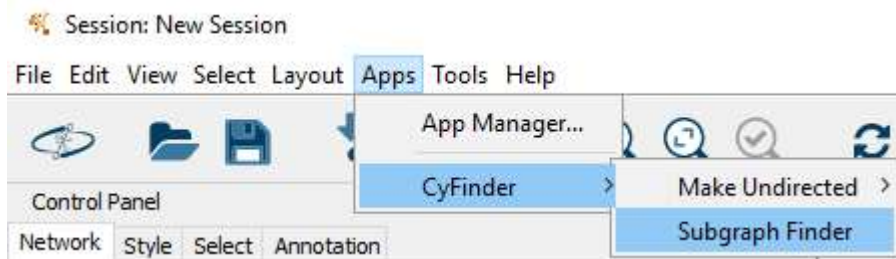 Session: New Session
File Edit View Select Layout Apps Tools Help
App Manager...
CyFinder >
Make Undirected >
Control Panel
Subgraph Finder
Network Style Select Annotation